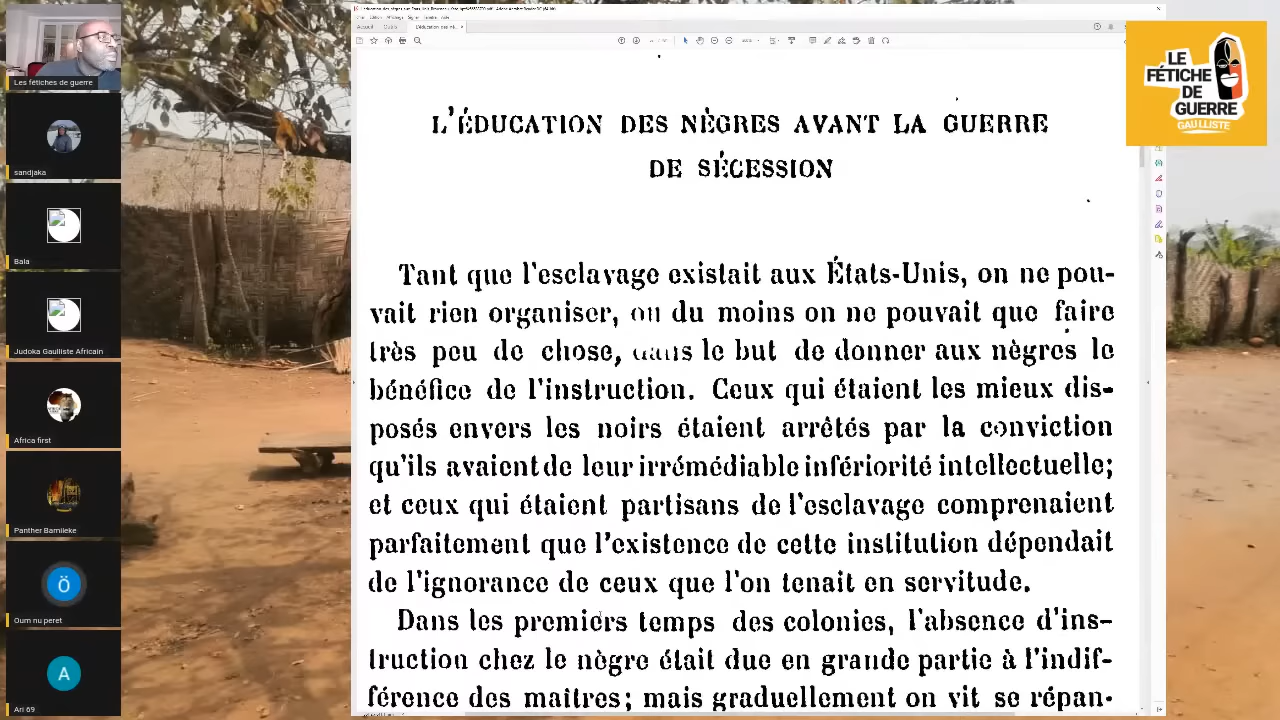 Les fétiches de guerre
sandjaka
Bala
Judoka Gaulliste Africain
Africa first
Panther Bamileke
Ö
Oum nu peret
A
Ari 69
Accueil
Outils
LE
FÉTICHE
DE
GUERRE
GAULLISTE
L'ÉDUCATION DES NÈGRES AVANT LA GUERRE
DE SÉCESSION
Tant que l'esclavage existait aux États-Unis, on ne pou-
vait rien organiser, ou du moins on ne pouvait que faire
très peu de chose, dans le but de donner aux nègres le
bénéfice de l'instruction. Ceux qui étaient les mieux dis-
posés envers les noirs étaient arrêtés par la conviction
qu'ils avaient de leur irrémédiable infériorité intellectuelle;
et ceux qui étaient partisans de l'esclavage comprenaient
parfaitement que l'existence de cette institution dépendait
de l'ignorance de ceux que l'on tenait en servitude.
Dans les premiers temps des colonies, l'absence d'ins-
truction chez le nègre était due en grande partie à l'indif-
férence des maîtres; mais graduellement on vit se répan-